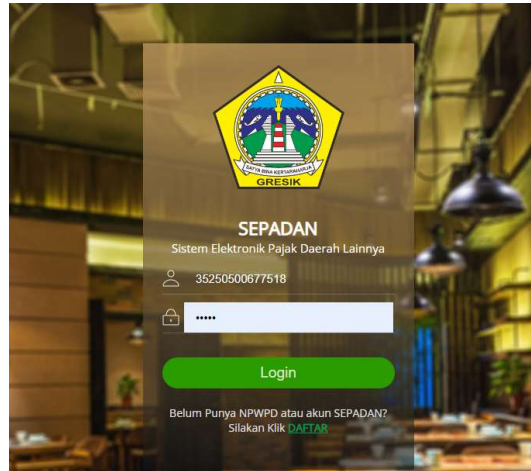 SATYA BINA KERTARAHARJA
GRESIK
SEPADAN
Sistem Elektronik Pajak Daerah Lainnya
35250500677518
•••••
Login
Belum Punya NPWPD atau akun SEPADAN?
Silakan Klik DAFTAR